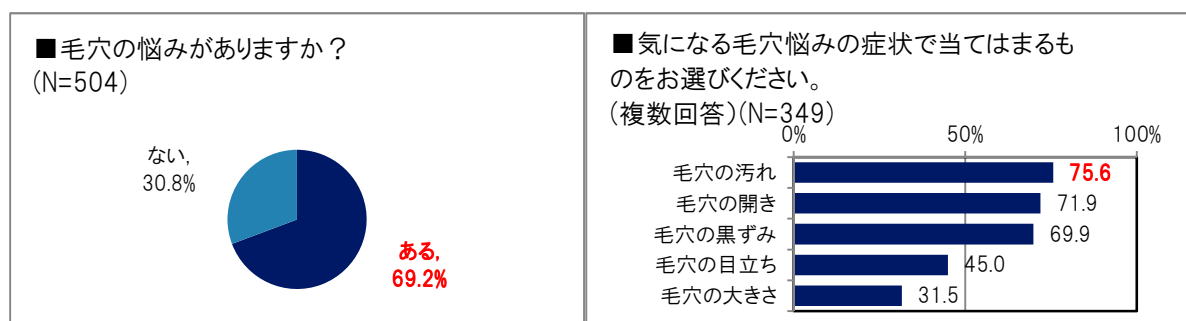 ■毛穴の悩みがありますか？
(N=504)
ない,
30.8%
ある,
69.2%
■気になる毛穴悩みの症状で当てはまるも
のをお選びください。
(複数回答)(N=349)
0% 50% 100%
毛穴の汚れ 75.6
毛穴の開き 71.9
毛穴の黒ずみ 69.9
毛穴の目立ち 45.0
毛穴の大きさ 31.5